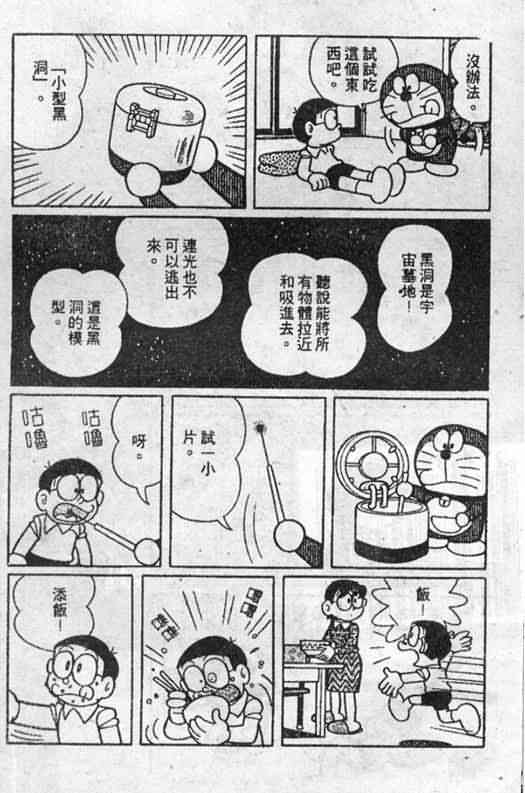 沒辦法。
試試吃
這個東
西吧。
「小型黑
洞」。
黑洞是宇
宙墓地！
聽說能將所
有物體拉近
和吸進去。
連光也不
可以逃出
來。
這是黑
洞的模
型。
試一小
片。
呀。
咕嚕
咕嚕
飯！
嘈嘈。
添飯！